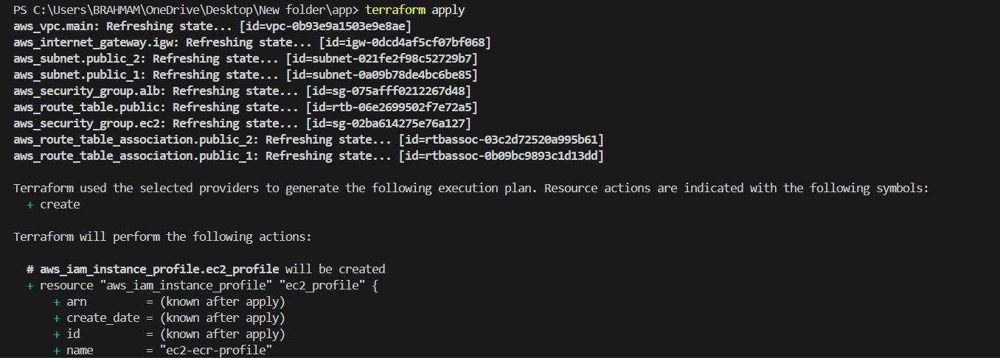 PS C:\Users\BRAHMAM\OneDrive\Desktop\New folder\app> terraform apply
aws_vpc.main: Refreshing state... [id=vpc-0b93e9a1503e9e8ae]
aws_internet_gateway.igw: Refreshing state... [id=igw-0dcd4af5cf07bf068]
aws_subnet.public_2: Refreshing state... [id=subnet-021fe2f98c52729b7]
aws_subnet.public_1: Refreshing state... [id=subnet-0a09b78de4bc6be85]
aws_security_group.alb: Refreshing state... [id=sg-075afff0212267d48]
aws_route_table.public: Refreshing state... [id=rtb-06e2699502f7e72a5]
aws_security_group.ec2: Refreshing state... [id=sg-02ba614275e76a127]
aws_route_table_association.public_2: Refreshing state... [id=rtbassoc-03c2d72520a995b61]
aws_route_table_association.public_1: Refreshing state... [id=rtbassoc-0b09bc9893c1d13dd]
Terraform used the selected providers to generate the following execution plan. Resource actions are indicated with the following symbols:
+ create
Terraform will perform the following actions:
# aws_iam_instance_profile.ec2_profile will be created
+ resource "aws_iam_instance_profile" "ec2_profile" {
+ arn = (known after apply)
+ create_date = (known after apply)
+ id = (known after apply)
+ name = "ec2-ecr-profile"